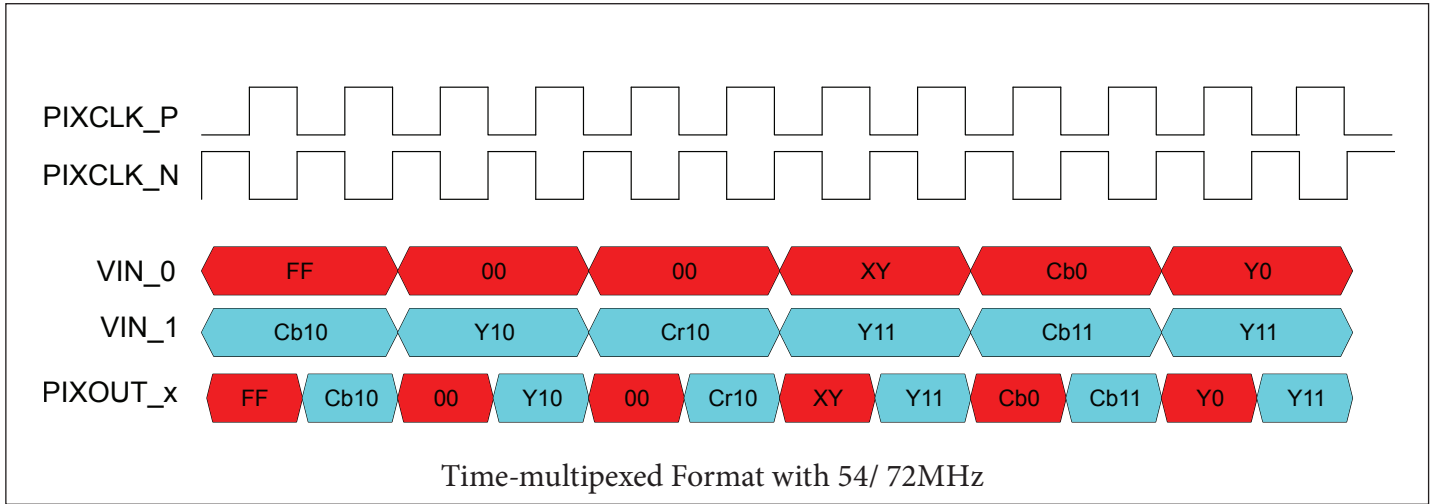 PIXCLK_P
PIXCLK_N
VIN_0 FF 00 00 XY Cb0 Y0
VIN_1 Cb10 Y10 Cr10 Y11 Cb11 Y11
PIXOUT_x FF Cb10 00 Y10 00 Cr10 XY Y11 Cb0 Cb11 Y0 Y11
Time-multipexed Format with 54/ 72MHz